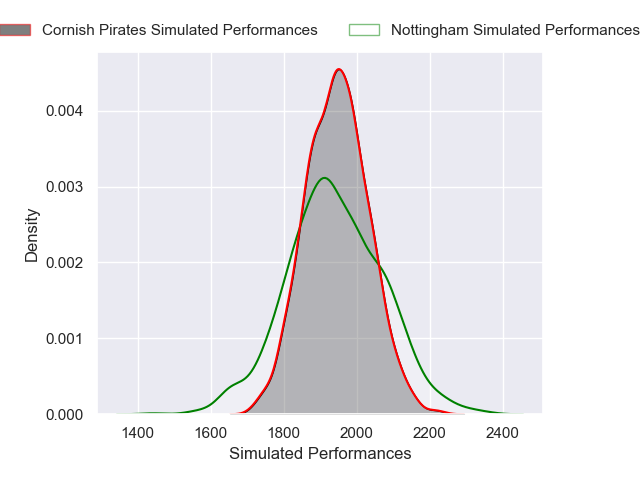 Cornish Pirates Simulated Performances
Nottingham Simulated Performances
0.004
0.003
0.002
0.001
0.000
Density
1400
1600
1800
2000
2200
2400
Simulated Performances